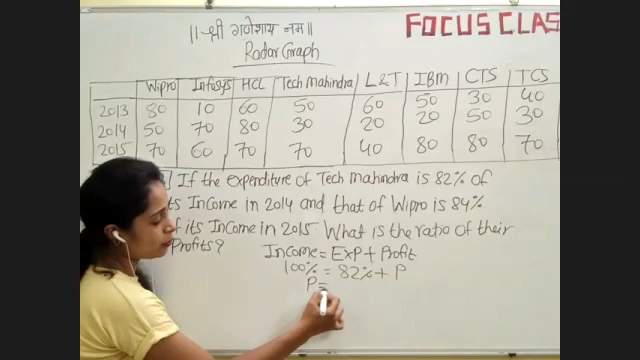 ॥ श्री गणेशाय नम ॥
FOCUS CLAS
Radar Graph
Wipro Infosys HCL Tech Mahindra L&T IBM CTS TCS
2013 80 10 60 50 60 50 30 40
2014 50 70 80 30 20 20 50 30
2015 70 60 70 70 40 80 80 70
] If the expenditure of Tech Mahindra is 82% of
ts Income in 2014 and that of Wipro is 84%
f its Income in 2015. What is the ratio of their
Profits?
Income = Exp + Profit
100% = 82% + P
P =